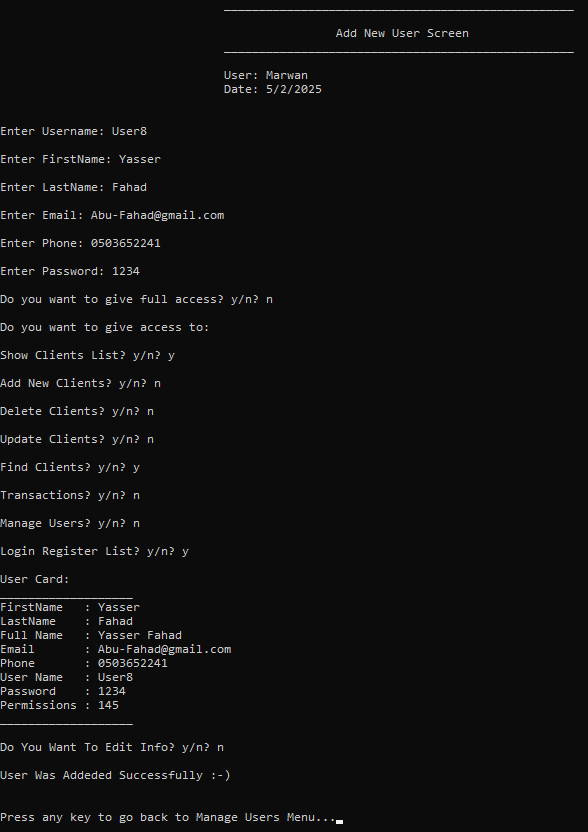 Add New User Screen
User: Marwan
Date: 5/2/2025
Enter Username: User8
Enter FirstName: Yasser
Enter LastName: Fahad
Enter Email: Abu-Fahad@gmail.com
Enter Phone: 0503652241
Enter Password: 1234
Do you want to give full access? y/n? n
Do you want to give access to:
Show Clients List? y/n? y
Add New Clients? y/n? n
Delete Clients? y/n? n
Update Clients? y/n? n
Find Clients? y/n? y
Transactions? y/n? n
Manage Users? y/n? n
Login Register List? y/n? y
User Card:
___________________
FirstName   : Yasser
LastName    : Fahad
Full Name   : Yasser Fahad
Email       : Abu-Fahad@gmail.com
Phone       : 0503652241
User Name   : User8
Password    : 1234
Permissions : 145
___________________
Do You Want To Edit Info? y/n? n
User Was Addeded Successfully :-)
Press any key to go back to Manage Users Menu...